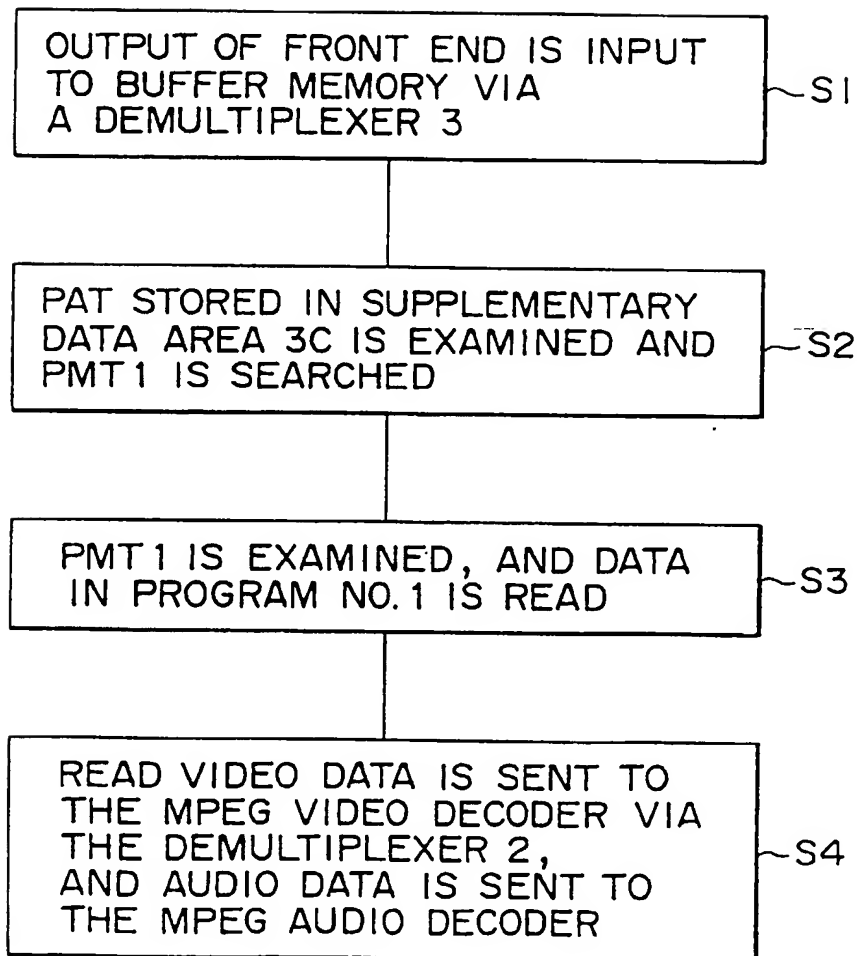 OUTPUT OF FRONT END IS INPUT
TO BUFFER MEMORY VIA
A DEMULTIPLEXER 3
S1
PAT STORED IN SUPPLEMENTARY
DATA AREA 3C IS EXAMINED AND
PMT1 IS SEARCHED
S2
PMT1 IS EXAMINED, AND DATA
IN PROGRAM NO. 1 IS READ
S3
READ VIDEO DATA IS SENT TO
THE MPEG VIDEO DECODER VIA
THE DEMULTIPLEXER 2,
AND AUDIO DATA IS SENT TO
THE MPEG AUDIO DECODER
S4